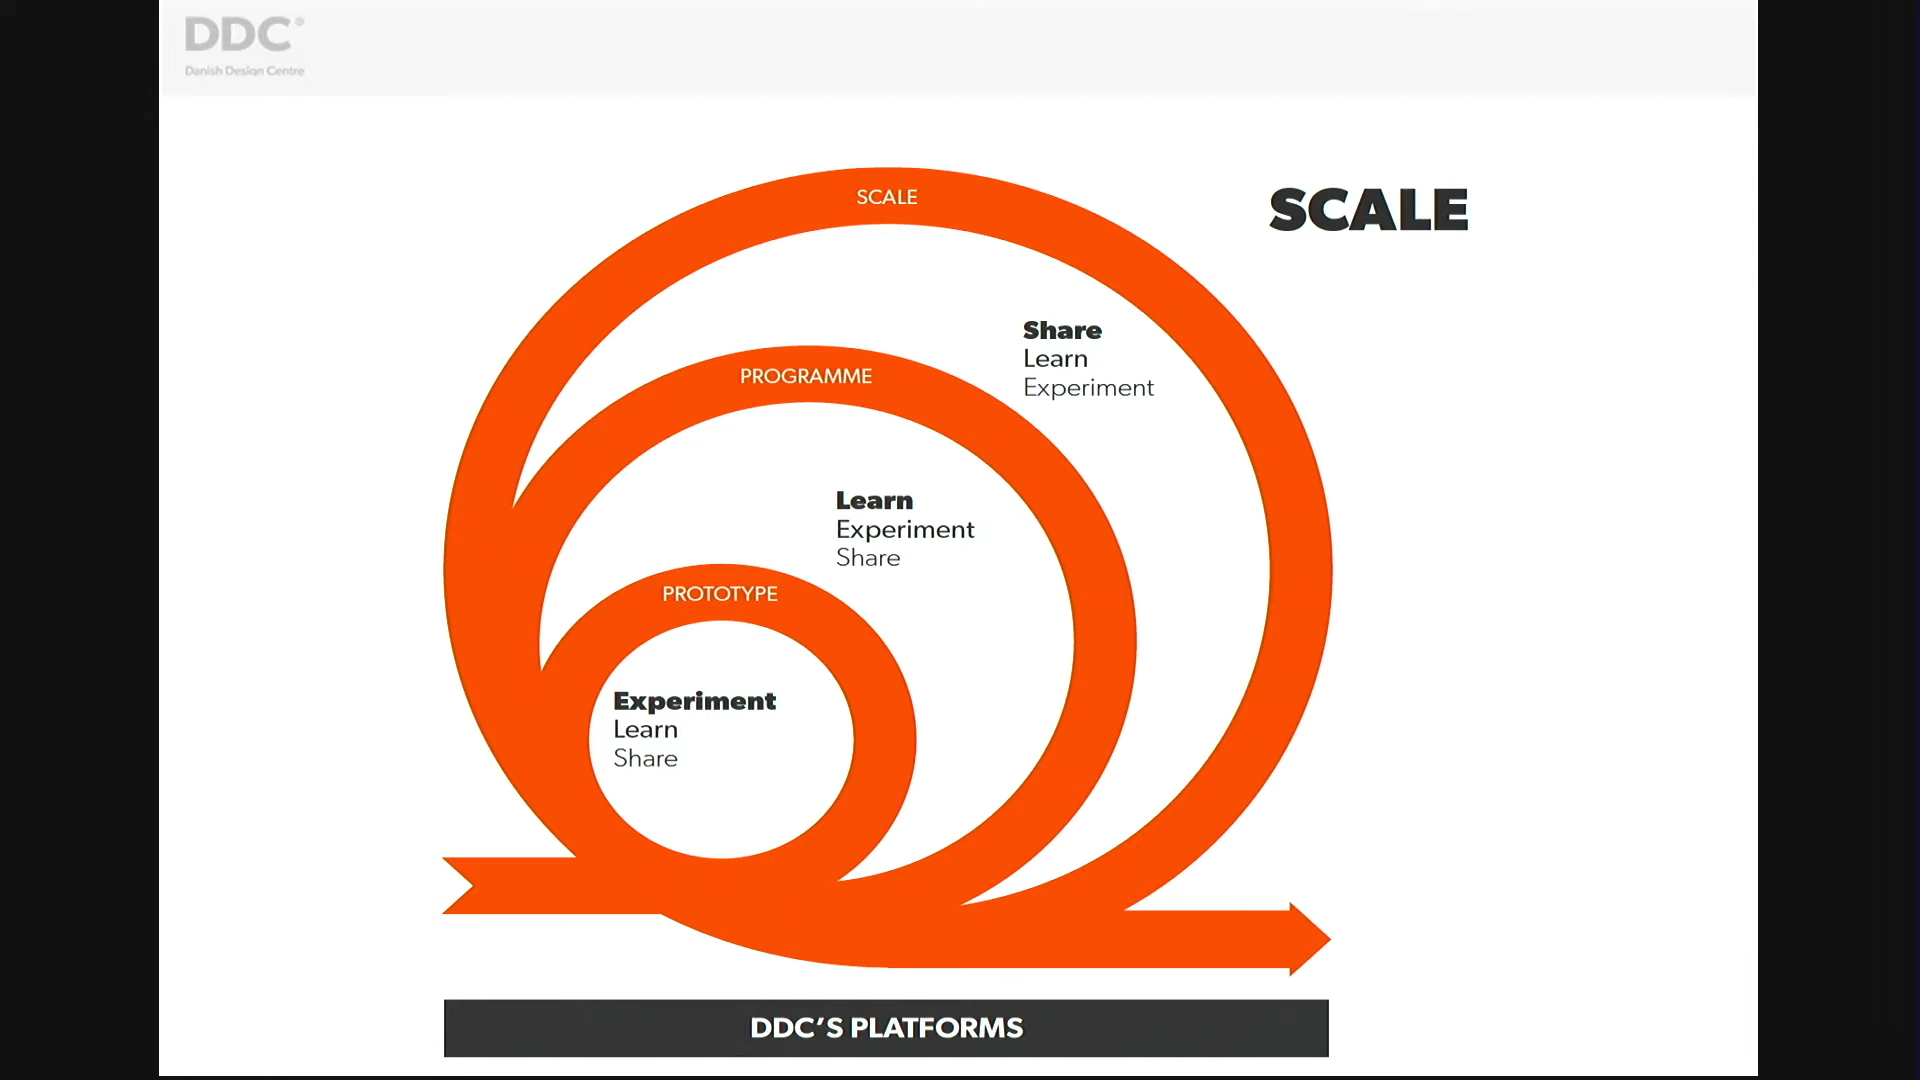 DDC®
Danish Design Centre
SCALE
SCALE
Share
Learn
Experiment
PROGRAMME
Learn
Experiment
Share
PROTOTYPE
Experiment
Learn
Share
DDC’S PLATFORMS